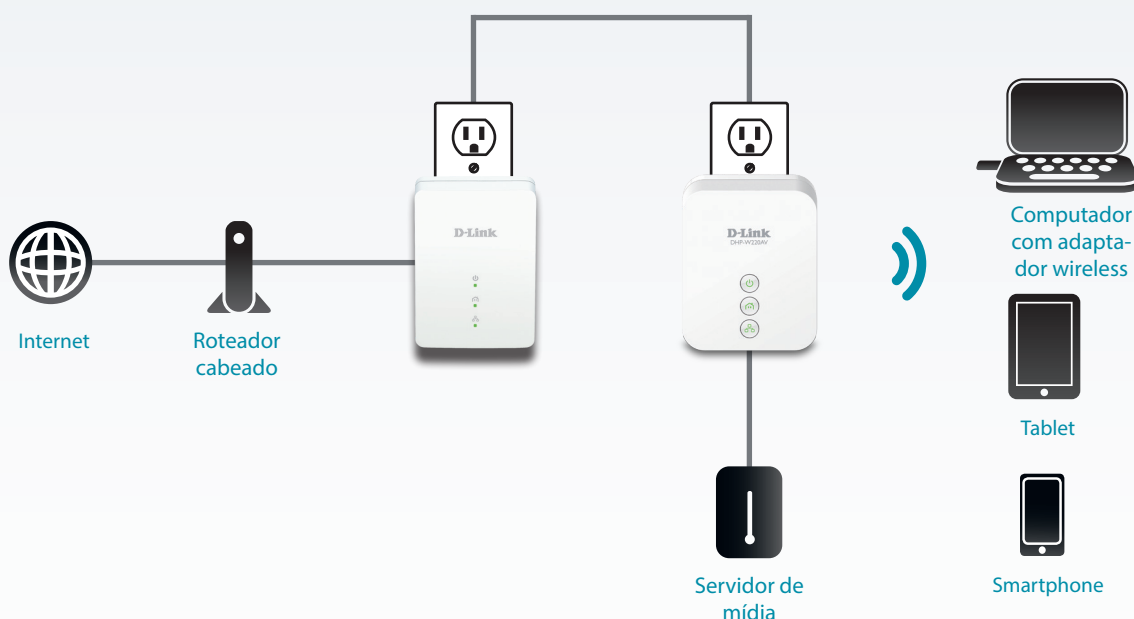 D-Link
D-Link
DHP-W220AV
Internet
Roteador
cabeado
Servidor de
mídia
Computador
com adapta-
dor wireless
Tablet
Smartphone